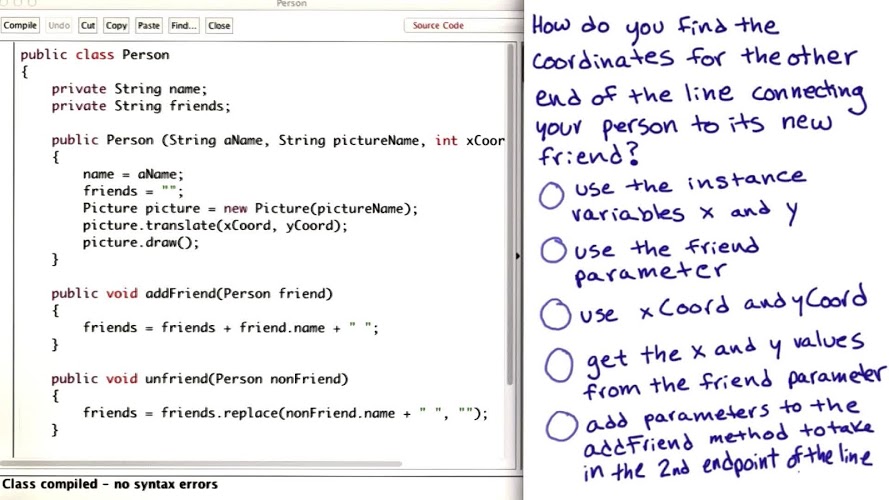 Person
Compile Undo Cut Copy Paste Find... Close Source Code
public class Person
{
private String name;
private String friends;
public Person (String aName, String pictureName, int xCoor
{
name = aName;
friends = "";
Picture picture = new Picture(pictureName);
picture.translate(xCoord, yCoord);
picture.draw();
}
public void addFriend(Person friend)
{
friends = friends + friend.name + " ";
}
public void unfriend(Person nonFriend)
{
friends = friends.replace(nonFriend.name + " ", "");
}
Class compiled - no syntax errors
How do you find the
coordinates for the other
end of the line connecting
your person to its new
friend?
use the instance
variables x and y
use the friend
parameter
use xCoord and yCoord
get the x and y values
from the friend parameter
add parameters to the
addFriend method to take
in the 2nd endpoint of the line